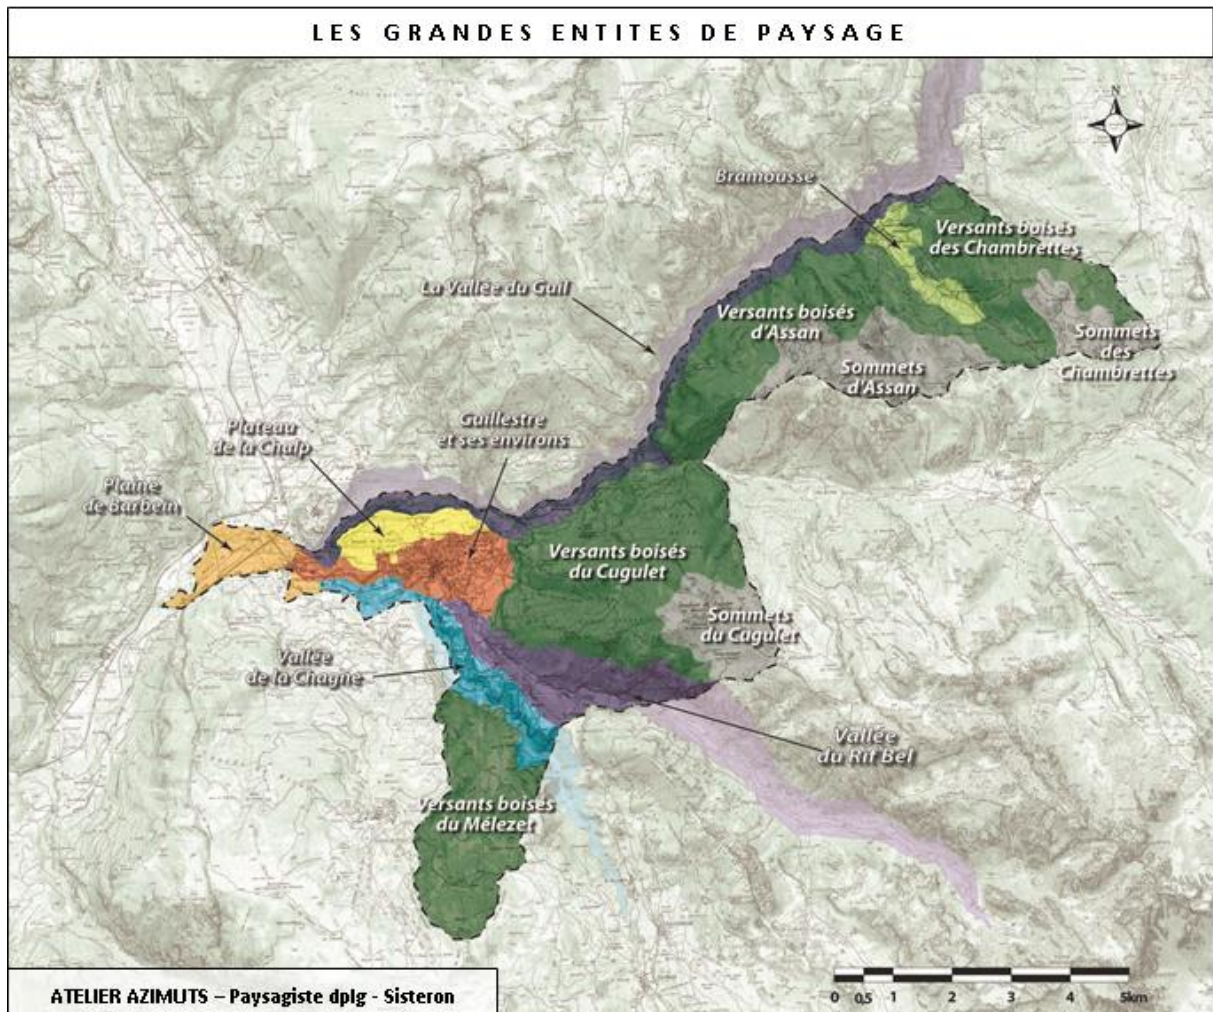 LES GRANDES ENTITES DE PAYSAGE
N
Bramousse
Versants boisés
des Chambrettes
La Vallée du Guil
Versants boisés
d'Assan
Sommets
des
Chambrettes
Sommets
d'Assan
Guillestre
et ses environs
Plateau
de la Chalp
Plaine
de Barbein
Versants boisés
du Cugulet
Sommets
du Cugulet
Vallée
de la Chagne
Vallée
du Rif Bel
Versants boisés
du Mélezet
0 0,5 1 2 3 4 5km
ATELIER AZIMUTS – Paysagiste dplg - Sisteron